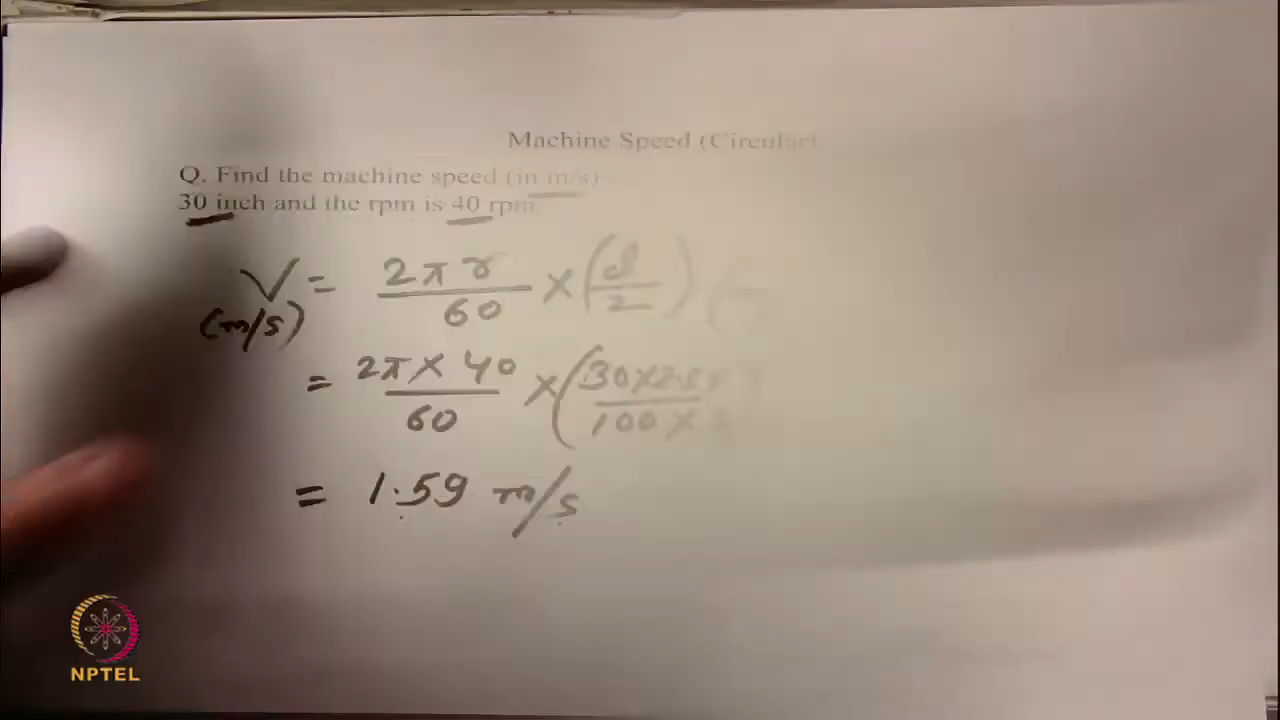 Machine Speed (Circular
Q. Find the machine speed (in m/s)
30 inch and the rpm is 40 rpm
V = 2πr/60 × (d/2)
(m/s)
= 2π × 40/60 × (30×2.54/100×
= 1.59 m/s
NPTEL